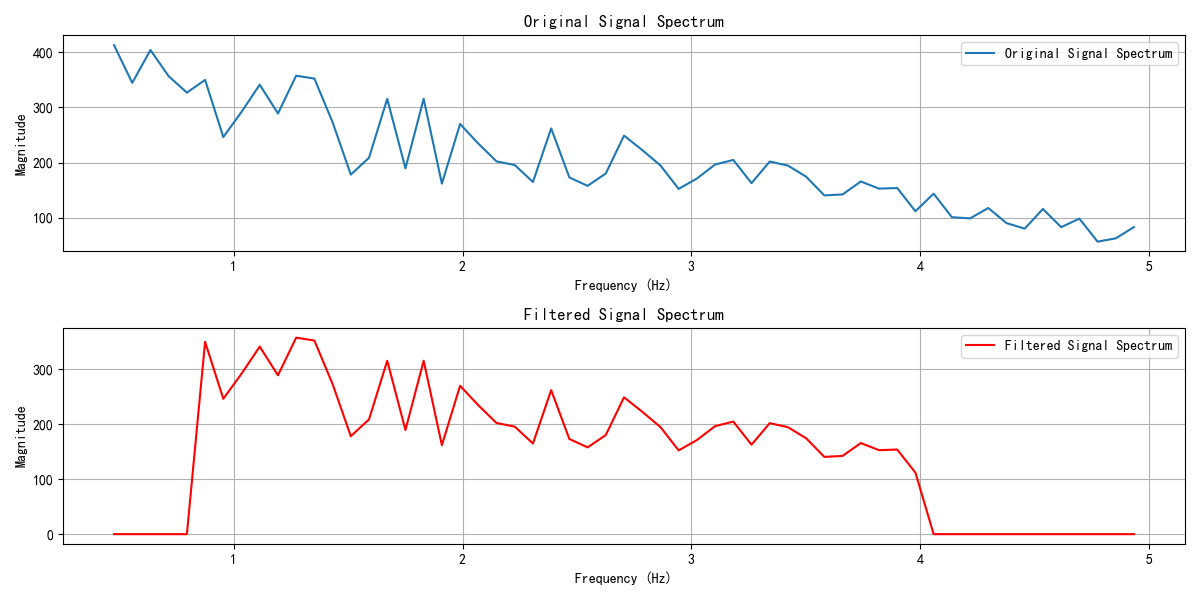 Original Signal Spectrum
400
300
200
100
Magnitude
Original Signal Spectrum
1 2 3 4 5
Frequency (Hz)
Filtered Signal Spectrum
300
200
100
0
Magnitude
Filtered Signal Spectrum
1 2 3 4 5
Frequency (Hz)